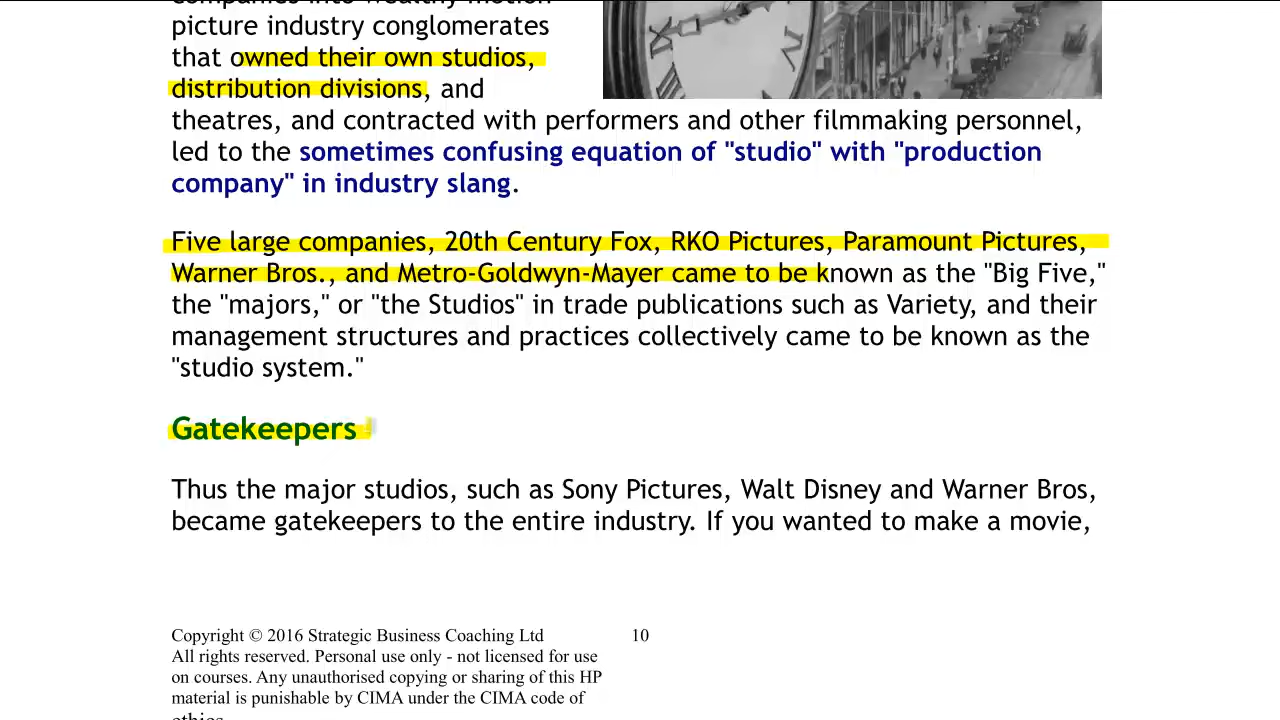 companies into wealthy motion
picture industry conglomerates
that owned their own studios,
distribution divisions, and
theatres, and contracted with performers and other filmmaking personnel,
led to the sometimes confusing equation of "studio" with "production
company" in industry slang.
Five large companies, 20th Century Fox, RKO Pictures, Paramount Pictures,
Warner Bros., and Metro-Goldwyn-Mayer came to be known as the "Big Five,"
the "majors," or "the Studios" in trade publications such as Variety, and their
management structures and practices collectively came to be known as the
"studio system."
Gatekeepers
Thus the major studios, such as Sony Pictures, Walt Disney and Warner Bros,
became gatekeepers to the entire industry. If you wanted to make a movie,
Copyright © 2016 Strategic Business Coaching Ltd 10
All rights reserved. Personal use only - not licensed for use
on courses. Any unauthorised copying or sharing of this HP
material is punishable by CIMA under the CIMA code of
ethics